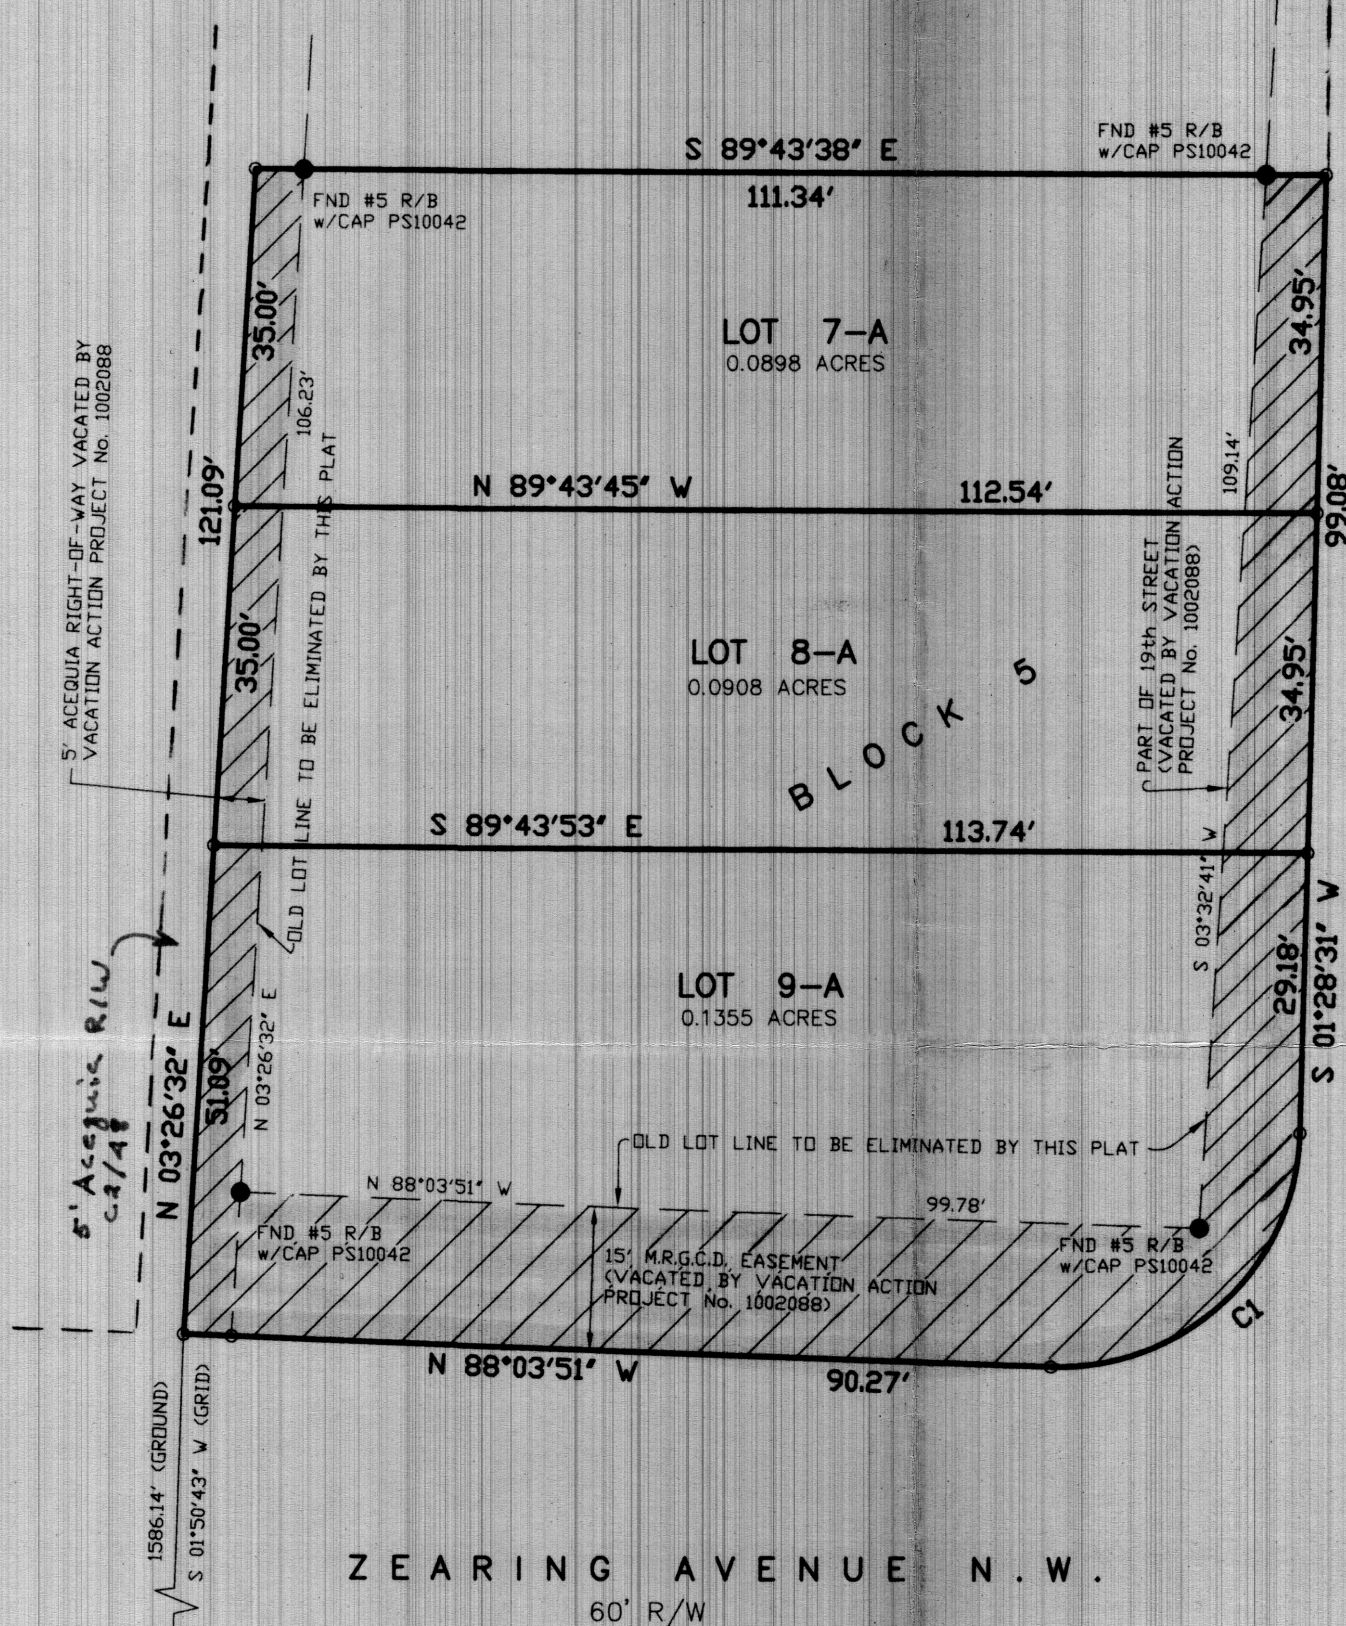 S 89°43'38" E
111.34'
FND #5 R/B
w/CAP PS10042
FND #5 R/B
w/CAP PS10042
35.00'
34.95'
LOT 7-A
0.0898 ACRES
106.23'
109.14'
5' ACEQUIA RIGHT-OF-WAY VACATED BY
VACATION ACTION PROJECT No. 1002088
121.09'
99.08'
N 89°43'45" W
112.54'
OLD LOT LINE TO BE ELIMINATED BY THIS PLAT
PART OF 19th STREET
(VACATED BY VACATION ACTION
PROJECT No. 1002088)
35.00'
34.95'
LOT 8-A
0.0908 ACRES
BLOCK 5
S 89°43'53" E
113.74'
S 03°32'41" W
29.18'
S 01°28'31" W
LOT 9-A
0.1355 ACRES
5' Acequia R/W
C2/48
N 03°26'32" E
51.09'
N 03°26'32" E
OLD LOT LINE TO BE ELIMINATED BY THIS PLAT
N 88°03'51" W
99.78'
FND #5 R/B
w/CAP PS10042
15' M.R.G.C.D. EASEMENT
(VACATED BY VACATION ACTION
PROJECT No. 1002088)
FND #5 R/B
w/CAP PS10042
C1
N 88°03'51" W
90.27'
1586.14' (GROUND)
S 01°50'43" W (GRID)
ZEARING AVENUE N.W.
60' R/W